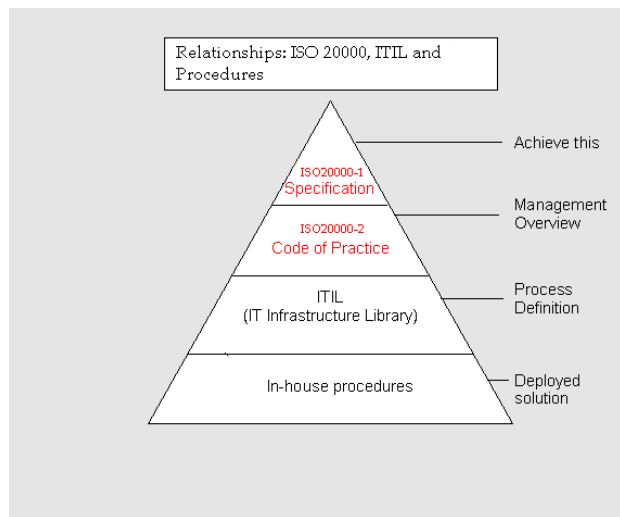 Relationships: ISO 20000, ITIL and
Procedures
Achieve this
ISO20000-1
Specification
Management
Overview
ISO20000-2
Code of Practice
ITIL
(IT Infrastructure Library)
Process
Definition
In-house procedures
Deployed
solution